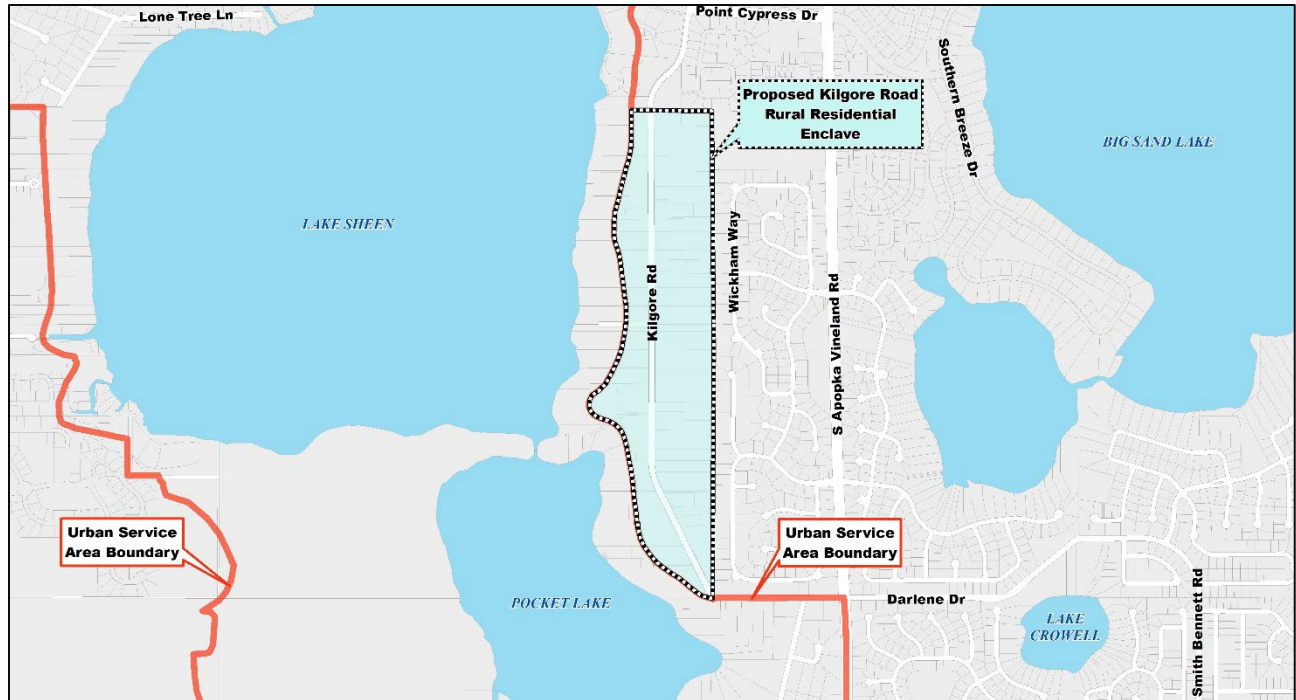 Lone Tree Ln
Point Cypress Dr
Southern Breeze Dr
Proposed Kilgore Road
Rural Residential
Enclave
BIG SAND LAKE
LAKE SHEEN
Wickham Way
Kilgore Rd
S Apopka Vineland Rd
Urban Service
Area Boundary
Urban Service
Area Boundary
POCKET LAKE
Darlene Dr
LAKE
CROWELL
Smith Bennett Rd